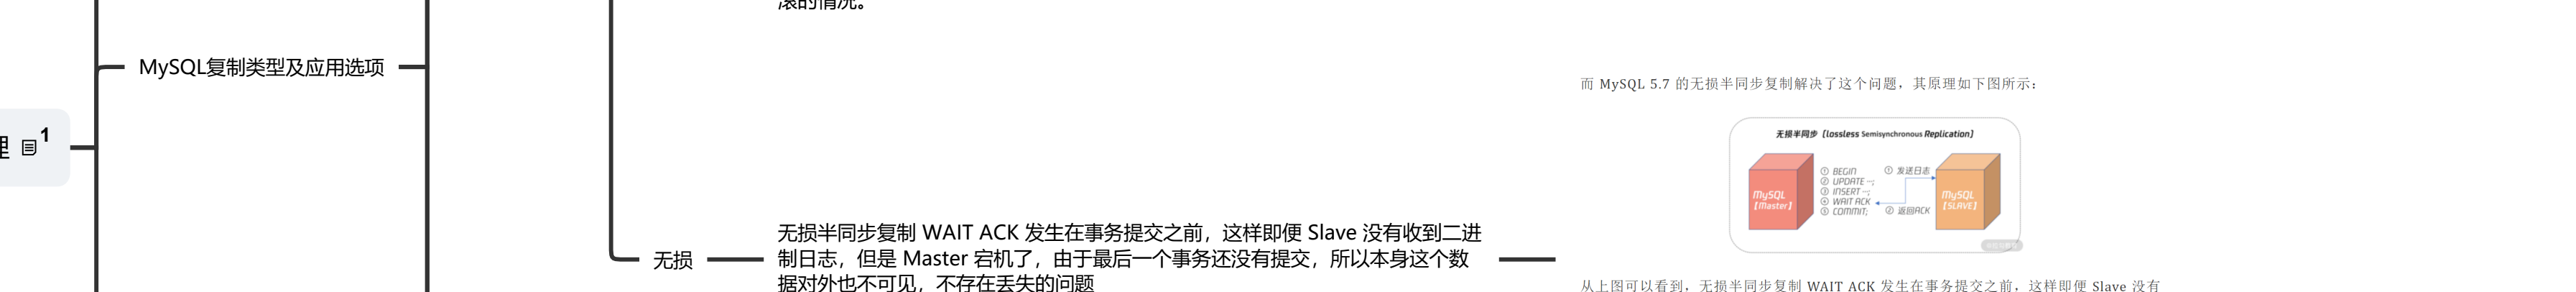 滚的情况。
MySQL复制类型及应用选项
理
1
而 MySQL 5.7 的无损半同步复制解决了这个问题，其原理如下图所示：
无损半同步（lossless Semisynchronous Replication）
① BEGIN
② UPDATE …;
③ INSERT …;
④ WAIT ACK
⑤ COMMIT;
① 发送日志
② 返回ACK
MySQL
【Master】
MySQL
【SLAVE】
无损
无损半同步复制 WAIT ACK 发生在事务提交之前，这样即便 Slave 没有收到二进
制日志，但是 Master 宕机了，由于最后一个事务还没有提交，所以本身这个数
据对外也不可见，不存在丢失的问题
从上图可以看到，无损半同步复制 WAIT ACK 发生在事务提交之前，这样即便 Slave 没有